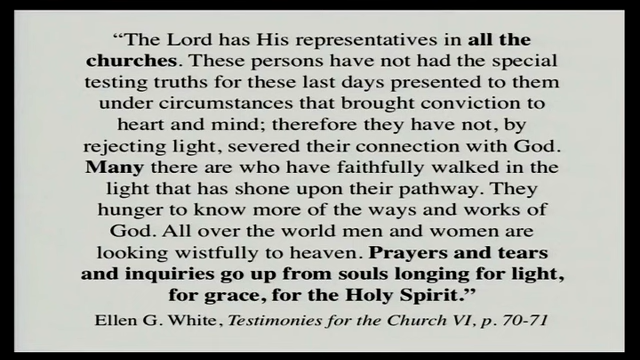 “The Lord has His representatives in all the
churches. These persons have not had the special
testing truths for these last days presented to them
under circumstances that brought conviction to
heart and mind; therefore they have not, by
rejecting light, severed their connection with God.
Many there are who have faithfully walked in the
light that has shone upon their pathway. They
hunger to know more of the ways and works of
God. All over the world men and women are
looking wistfully to heaven. Prayers and tears
and inquiries go up from souls longing for light,
for grace, for the Holy Spirit.”
Ellen G. White, Testimonies for the Church VI, p. 70-71